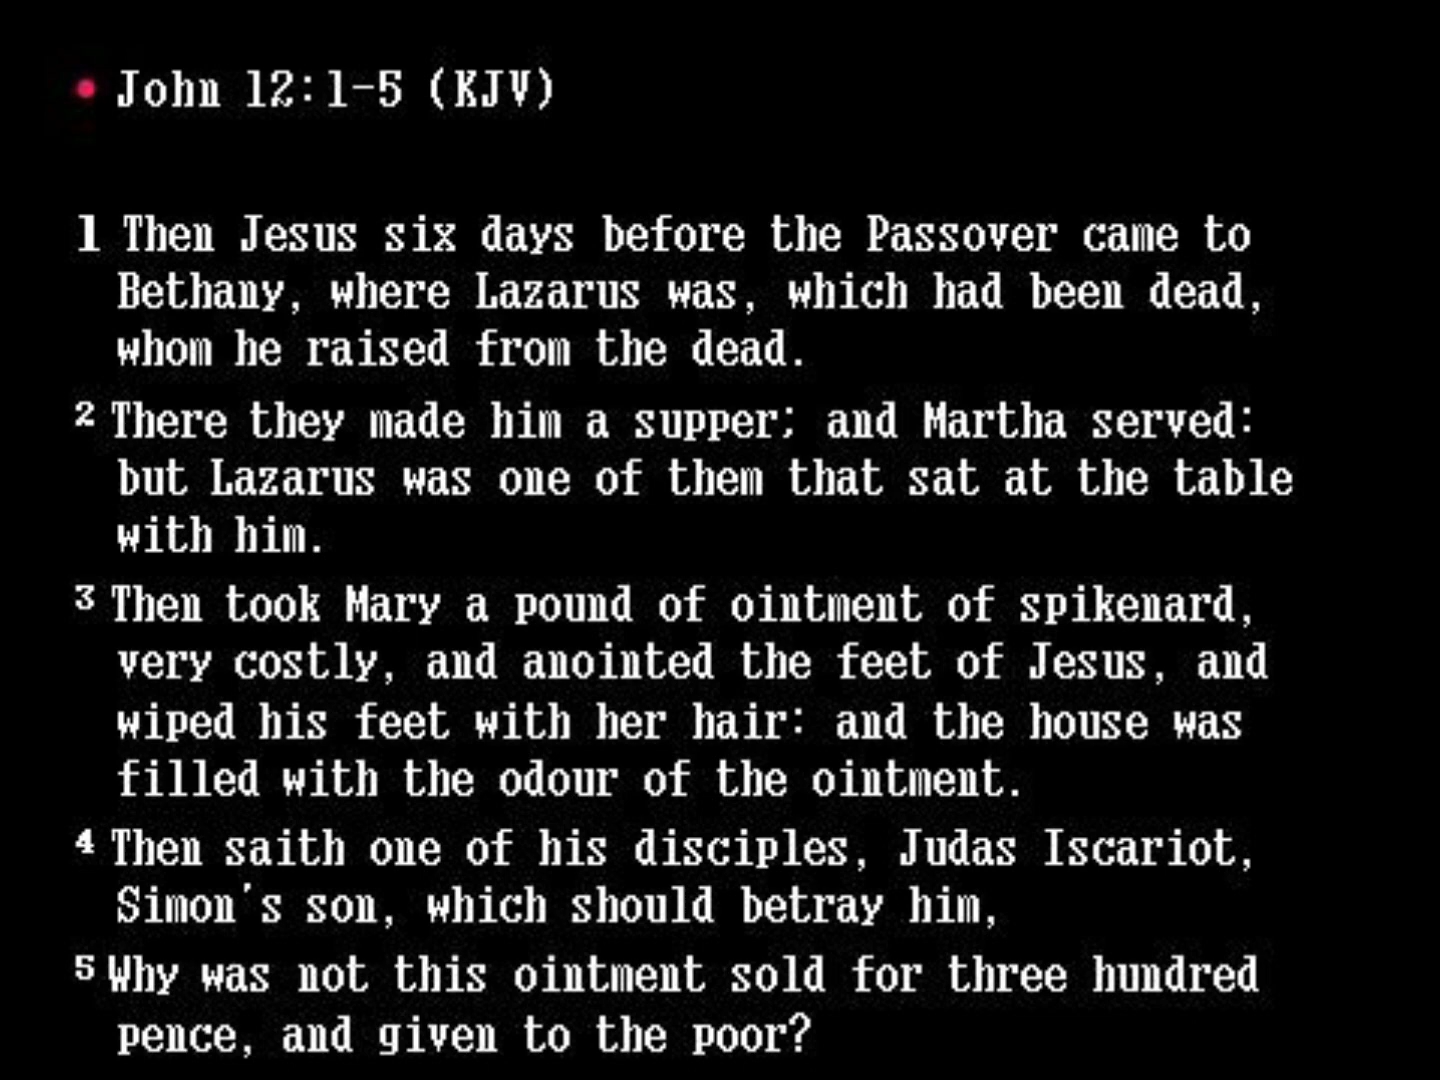 • John 12:1-5 (KJV)
1 Then Jesus six days before the Passover came to
Bethany, where Lazarus was, which had been dead,
whom he raised from the dead.
2 There they made him a supper; and Martha served:
but Lazarus was one of them that sat at the table
with him.
3 Then took Mary a pound of ointment of spikenard,
very costly, and anointed the feet of Jesus, and
wiped his feet with her hair: and the house was
filled with the odour of the ointment.
4 Then saith one of his disciples, Judas Iscariot,
Simon's son, which should betray him,
5 Why was not this ointment sold for three hundred
pence, and given to the poor?